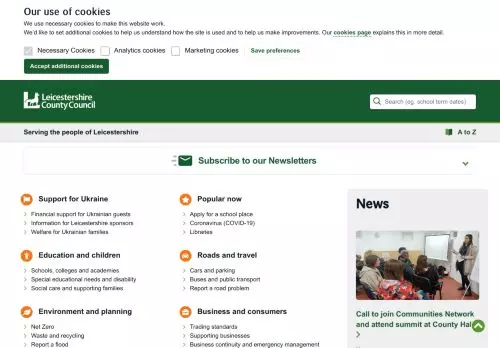 Our use of cookies
We use necessary cookies to make this website work.
We'd like to set additional cookies to help us understand how the site is used and to help us make improvements. Our cookies page explains this in more detail.
Necessary Cookies Analytics cookies Marketing cookies Save preferences
Accept additional cookies
Leicestershire
County Council
Search (eg. school term dates)
Serving the people of Leicestershire
A to Z
Subscribe to our Newsletters
Support for Ukraine
Financial support for Ukrainian guests
Information for Leicestershire sponsors
Welfare for Ukrainian families
Popular now
Apply for a school place
Coronavirus (COVID-19)
Libraries
Education and children
Schools, colleges and academies
Special educational needs and disability
Social care and supporting families
Roads and travel
Cars and parking
Buses and public transport
Report a road problem
Environment and planning
Net Zero
Waste and recycling
Report a flood
Business and consumers
Trading standards
Supporting businesses
Business continuity and emergency management
News
Call to join Communities Network
and attend summit at County Hall